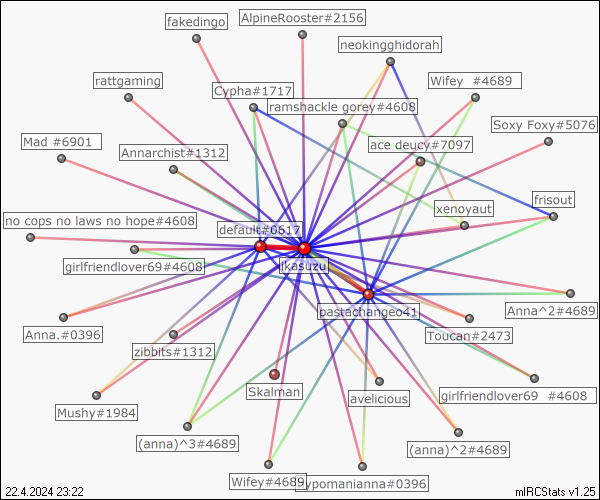 fakedingo
AlpineRooster#2156
neokingghidorah
rattgaming
Cypha#1717
Wifey #4689
ramshackle gorey#4608
Soxy Foxy#5076
Mad #6901
Annarchist#1312
ace deucy#7097
frisout
xenoyaut
no cops no laws no hope#4608
default#0617
girlfriendlover69#4608
jkasuzu
pastachangeo41
Anna^2#4689
Anna.#0396
Toucan#2473
zibbits#1312
Skalman
avelicious
girlfriendlover69 #4608
Mushy#1984
(anna)^3#4689
(anna)^2#4689
Wifey#4689
ypomanianna#0396
22.4.2024 23:22
mIRCStats v1.25